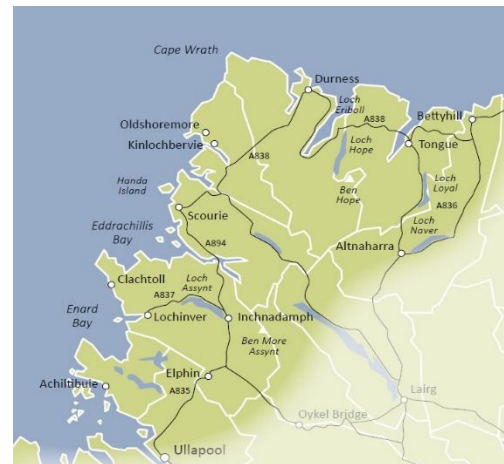 Cape Wrath
Durness
Loch
Eriboll
Bettyhill
A838
Oldshoremore
Kinlochbervie
Loch
Hope
Tongue
A838
Loch
Loyal
Handa
Island
Ben
Hope
A836
Scourie
Loch
Naver
Eddrachillis
Bay
A894
Altnaharra
Clachtoll
Loch
Assynt
A837
Enard
Bay
Lochinver
Inchnadamph
Ben More
Assynt
Elphin
Achiltibuie
A835
Lairg
Oykel Bridge
Ullapool